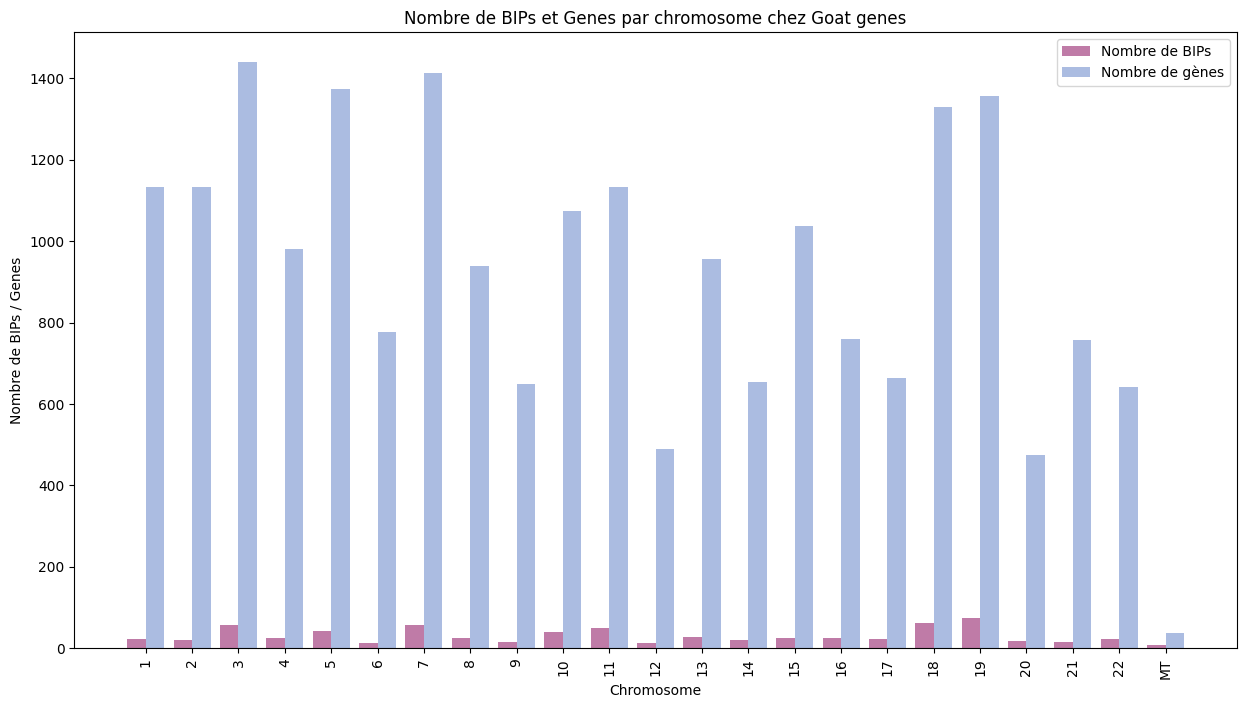 Nombre de BIPs et Genes par chromosome chez Goat genes
Nombre de BIPs
Nombre de gènes
Nombre de BIPs / Genes
1400
1200
1000
800
600
400
200
0
1 2 3 4 5 6 7 8 9 10 11 12 13 14 15 16 17 18 19 20 21 22 MT
Chromosome